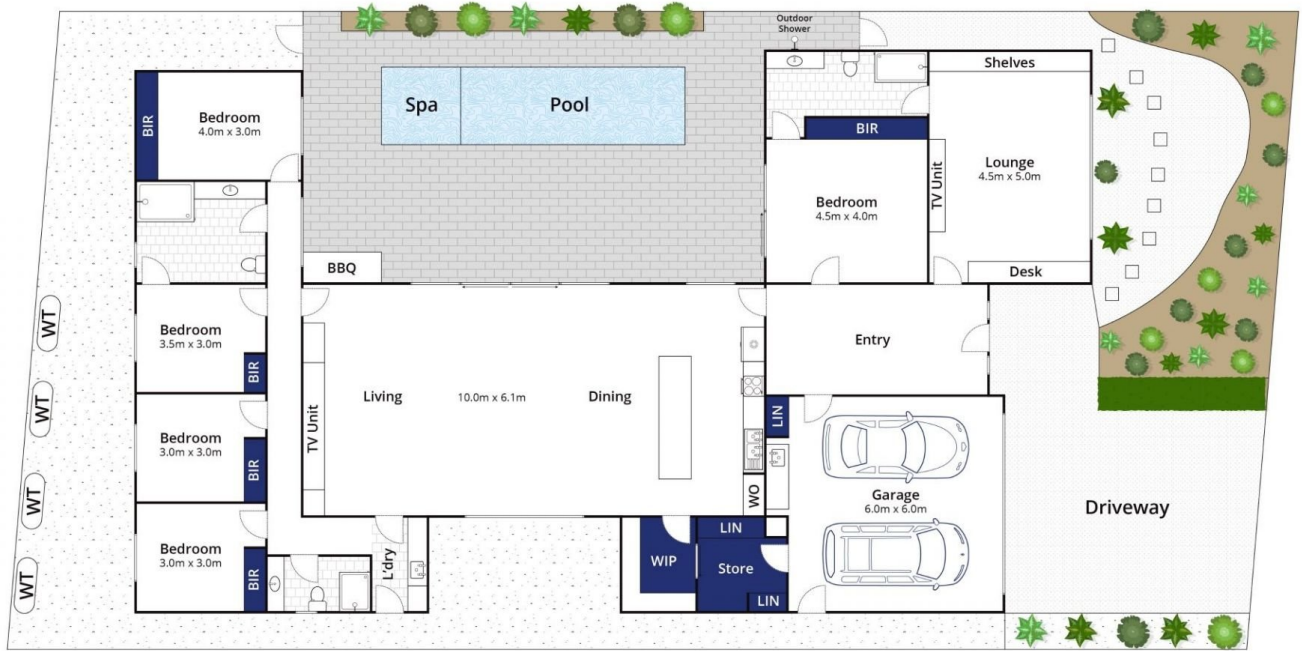 Outdoor
Shower
Shelves
Spa
Pool
BIR
Bedroom
4.0m x 3.0m
BIR
Lounge
4.5m x 5.0m
TV Unit
Bedroom
4.5m x 4.0m
BBQ
Desk
WT
Bedroom
3.5m x 3.0m
BIR
Entry
WT
Living
10.0m x 6.1m
Dining
TV Unit
LIN
Bedroom
3.0m x 3.0m
BIR
WT
WO
Garage
6.0m x 6.0m
Driveway
LIN
Bedroom
3.0m x 3.0m
BIR
L'dry
WIP
Store
WT
LIN